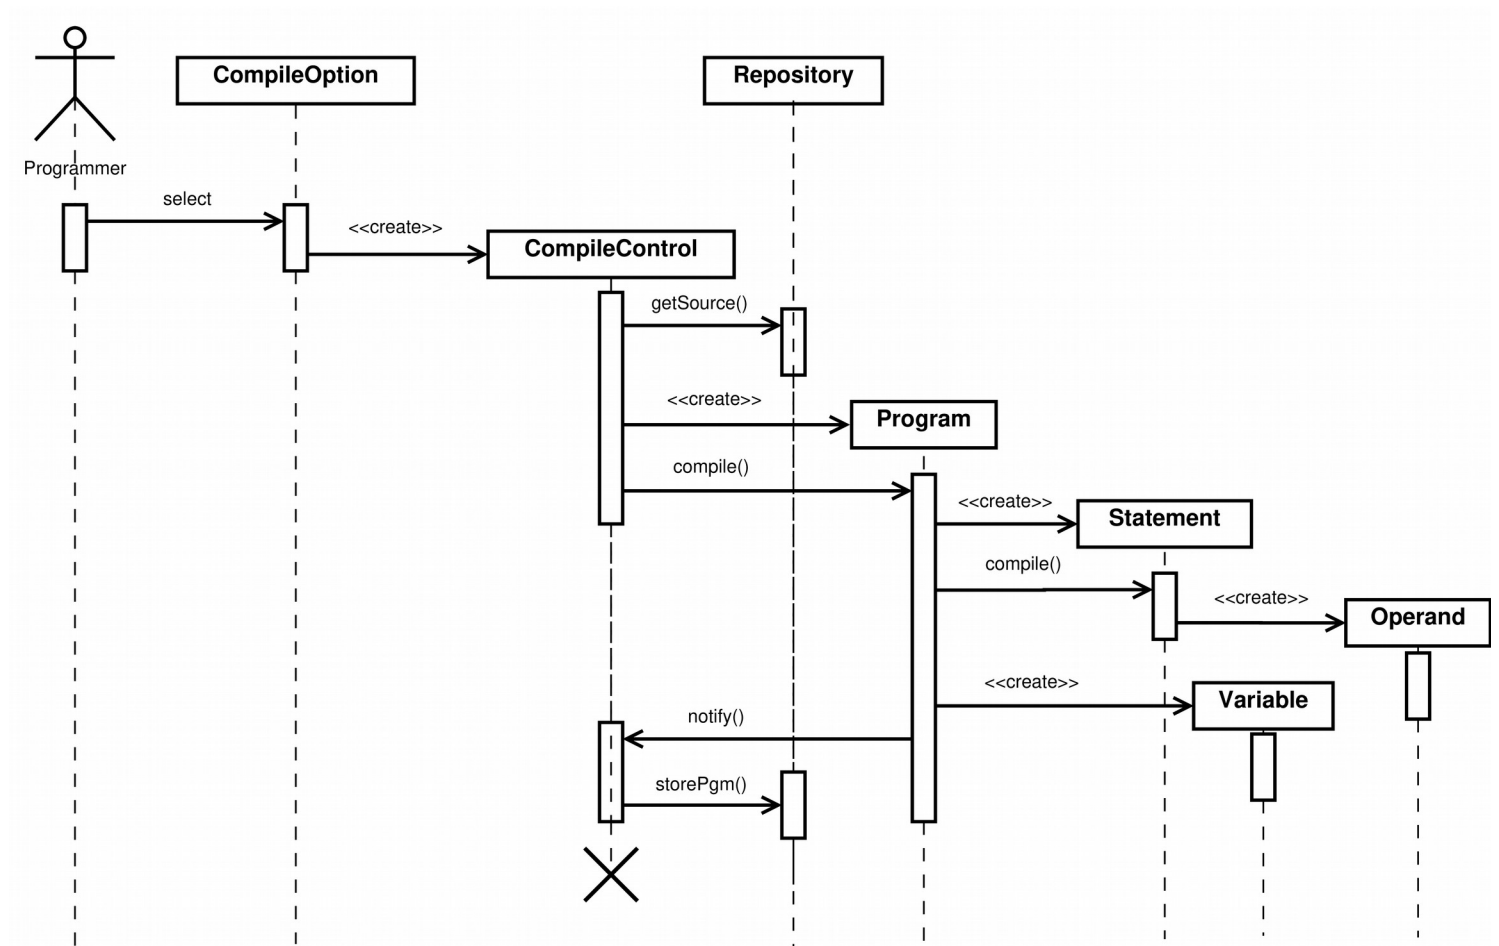 CompileOption
Repository
Programmer
select
<<create>>
CompileControl
getSource()
<<create>>
Program
compile()
<<create>>
Statement
compile()
<<create>>
Operand
<<create>>
Variable
notify()
storePgm()